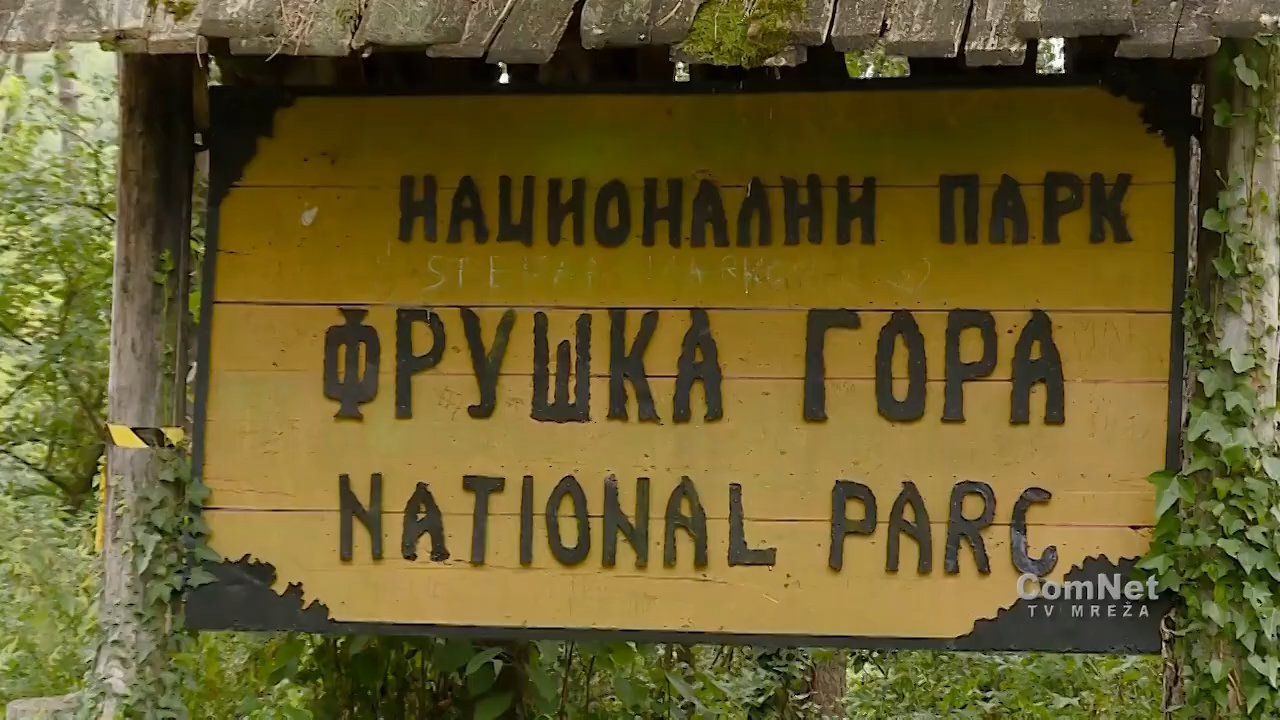 НАЦИОНАЛНИ ПАРК
ФРУШКА ГОРА
NATIONAL PARC
ComNet
TV MREŽA